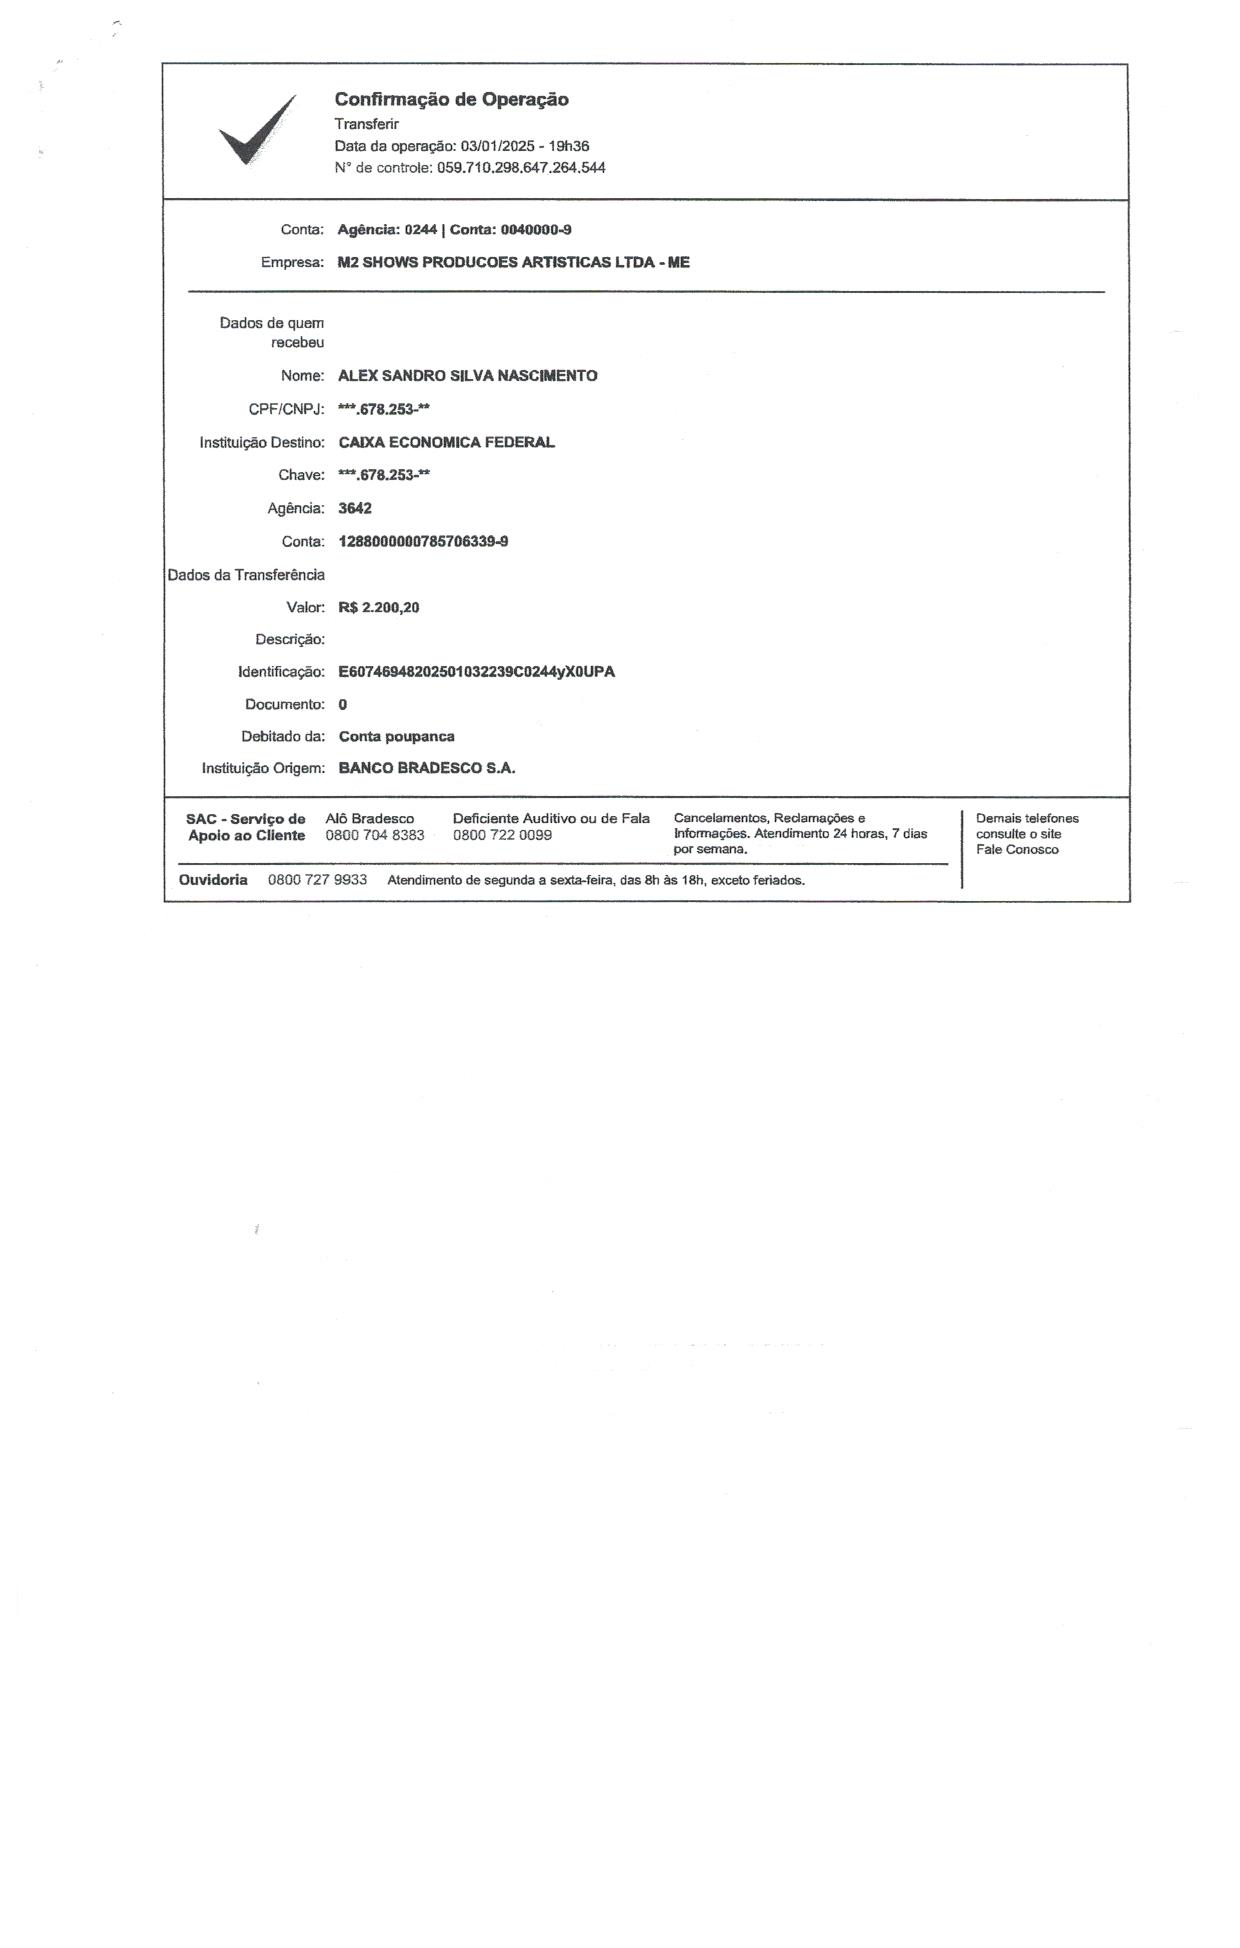 Confirmação de Operação
Transferir
Data da operação: 03/01/2025 - 19h36
N° de controle: 059.710.298.647.264.544
Conta: Agência: 0244 | Conta: 0040000-9
Empresa: M2 SHOWS PRODUCOES ARTISTICAS LTDA - ME
Dados de quem
recebeu
Nome: ALEX SANDRO SILVA NASCIMENTO
CPF/CNPJ: ***.678.253-**
Instituição Destino: CAIXA ECONOMICA FEDERAL
Chave: ***.678.253-**
Agência: 3642
Conta: 1288000000785706339-9
Dados da Transferência
Valor: R$ 2.200,20
Descrição:
Identificação: E60746948202501032239C0244yX0UPA
Documento: 0
Debitado da: Conta poupanca
Instituição Origem: BANCO BRADESCO S.A.
SAC - Serviço de
Apoio ao Cliente
Alô Bradesco
0800 704 8383
Deficiente Auditivo ou de Fala
0800 722 0099
Cancelamentos, Reclamações e
Informações. Atendimento 24 horas, 7 dias
por semana.
Demais telefones
consulte o site
Fale Conosco
Ouvidoria 0800 727 9933 Atendimento de segunda a sexta-feira, das 8h às 18h, exceto feriados.